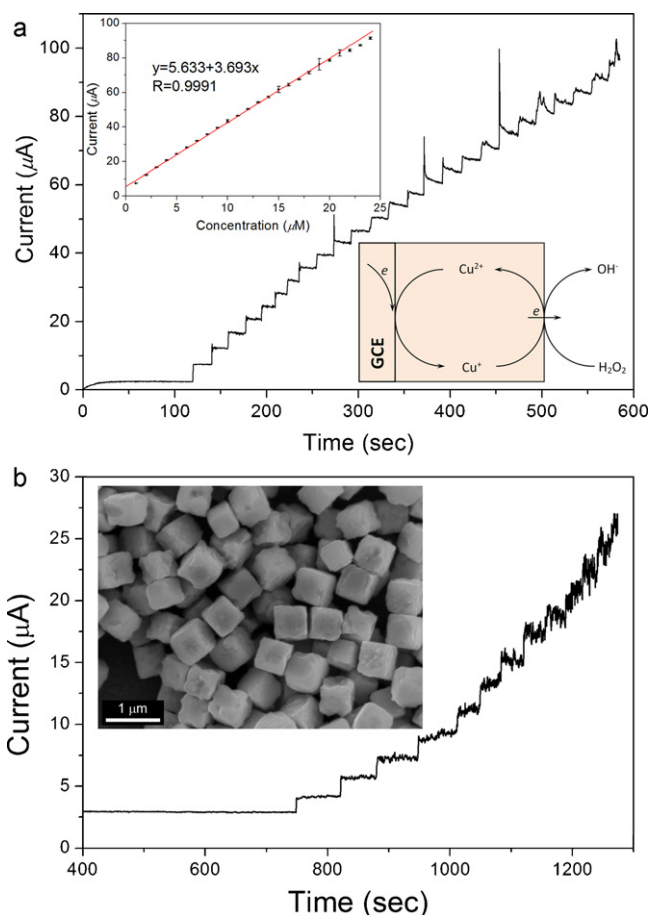 a
Current (μA)
100
80
60
40
20
0
Current (μA)
100
80
60
40
20
0
y=5.633+3.693x
R=0.9991
0 5 10 15 20 25
Concentration (μM)
GCE
e
Cu²⁺
Cu⁺
e
OH⁻
H₂O₂
0 100 200 300 400 500 600
Time (sec)
b
Current (μA)
30
25
20
15
10
5
0
1 μm
400 600 800 1000 1200
Time (sec)